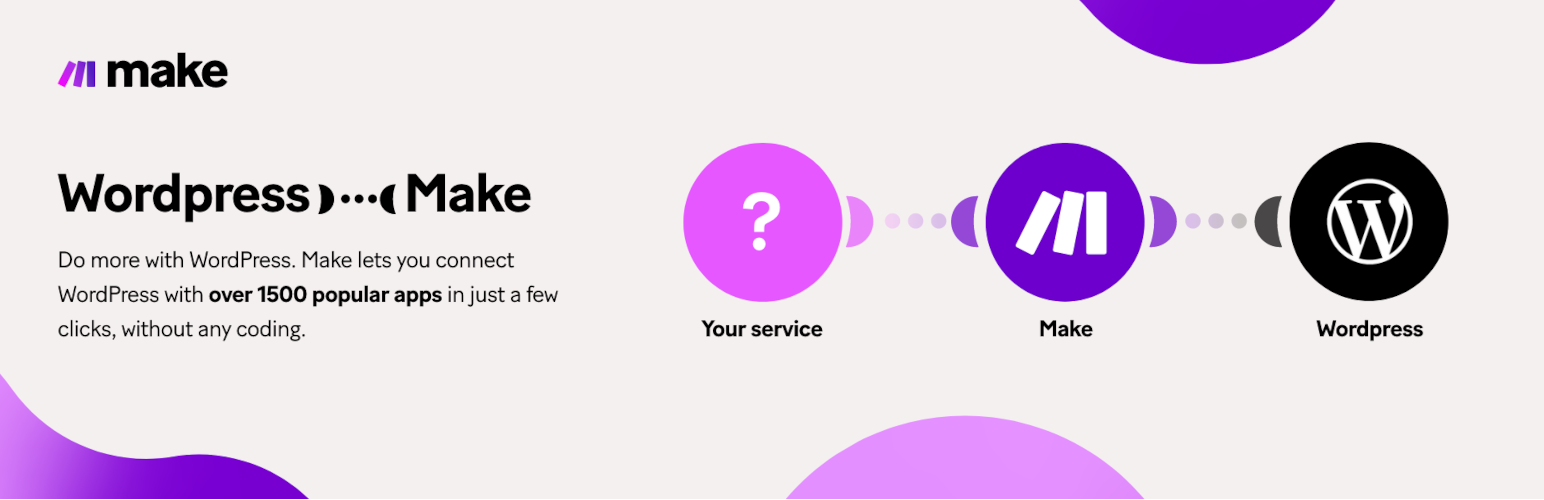 make
Wordpress Make
Do more with WordPress. Make lets you connect
WordPress with over 1500 popular apps in just a few
clicks, without any coding.
?
Your service
Make
W
Wordpress